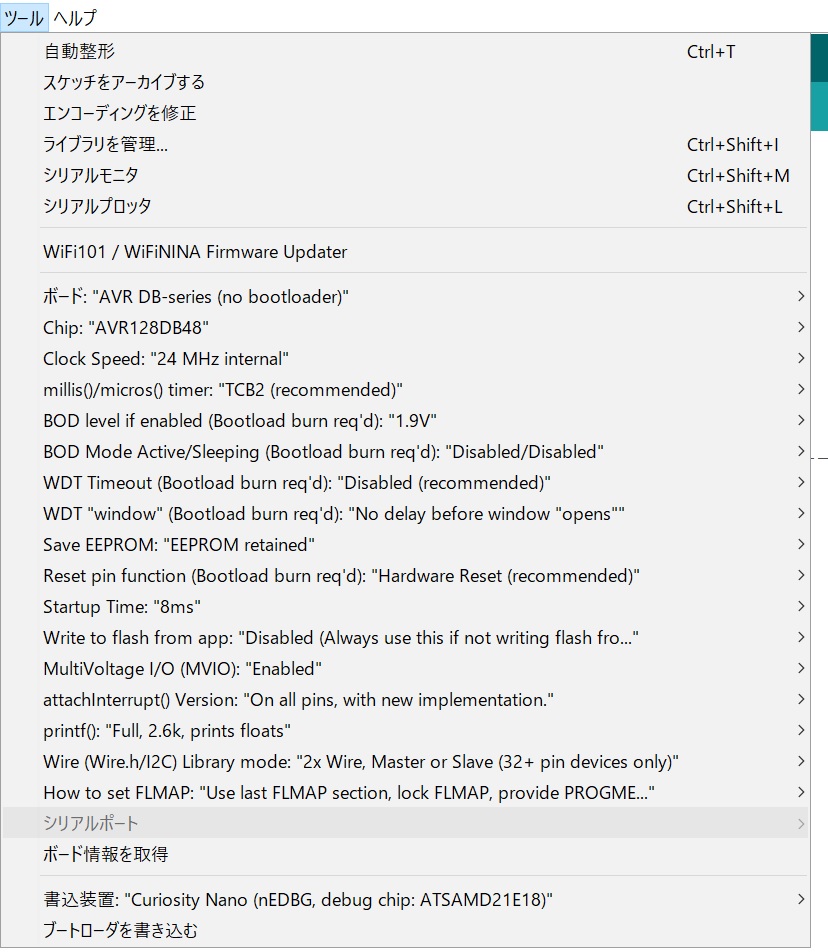 ツール ヘルプ
自動整形 Ctrl+T
スケッチをアーカイブする
エンコーディングを修正
ライブラリを管理... Ctrl+Shift+I
シリアルモニタ Ctrl+Shift+M
シリアルプロッタ Ctrl+Shift+L
WiFi101 / WiFiNINA Firmware Updater
ボード: "AVR DB-series (no bootloader)"
Chip: "AVR128DB48"
Clock Speed: "24 MHz internal"
millis()/micros() timer: "TCB2 (recommended)"
BOD level if enabled (Bootload burn req'd): "1.9V"
BOD Mode Active/Sleeping (Bootload burn req'd): "Disabled/Disabled"
WDT Timeout (Bootload burn req'd): "Disabled (recommended)"
WDT "window" (Bootload burn req'd): "No delay before window "opens""
Save EEPROM: "EEPROM retained"
Reset pin function (Bootload burn req'd): "Hardware Reset (recommended)"
Startup Time: "8ms"
Write to flash from app: "Disabled (Always use this if not writing flash fro..."
MultiVoltage I/O (MVIO): "Enabled"
attachInterrupt() Version: "On all pins, with new implementation."
printf(): "Full, 2.6k, prints floats"
Wire (Wire.h/I2C) Library mode: "2x Wire, Master or Slave (32+ pin devices only)"
How to set FLMAP: "Use last FLMAP section, lock FLMAP, provide PROGME..."
シリアルポート
ボード情報を取得
書込装置: "Curiosity Nano (nEDBG, debug chip: ATSAMD21E18)"
ブートローダを書き込む